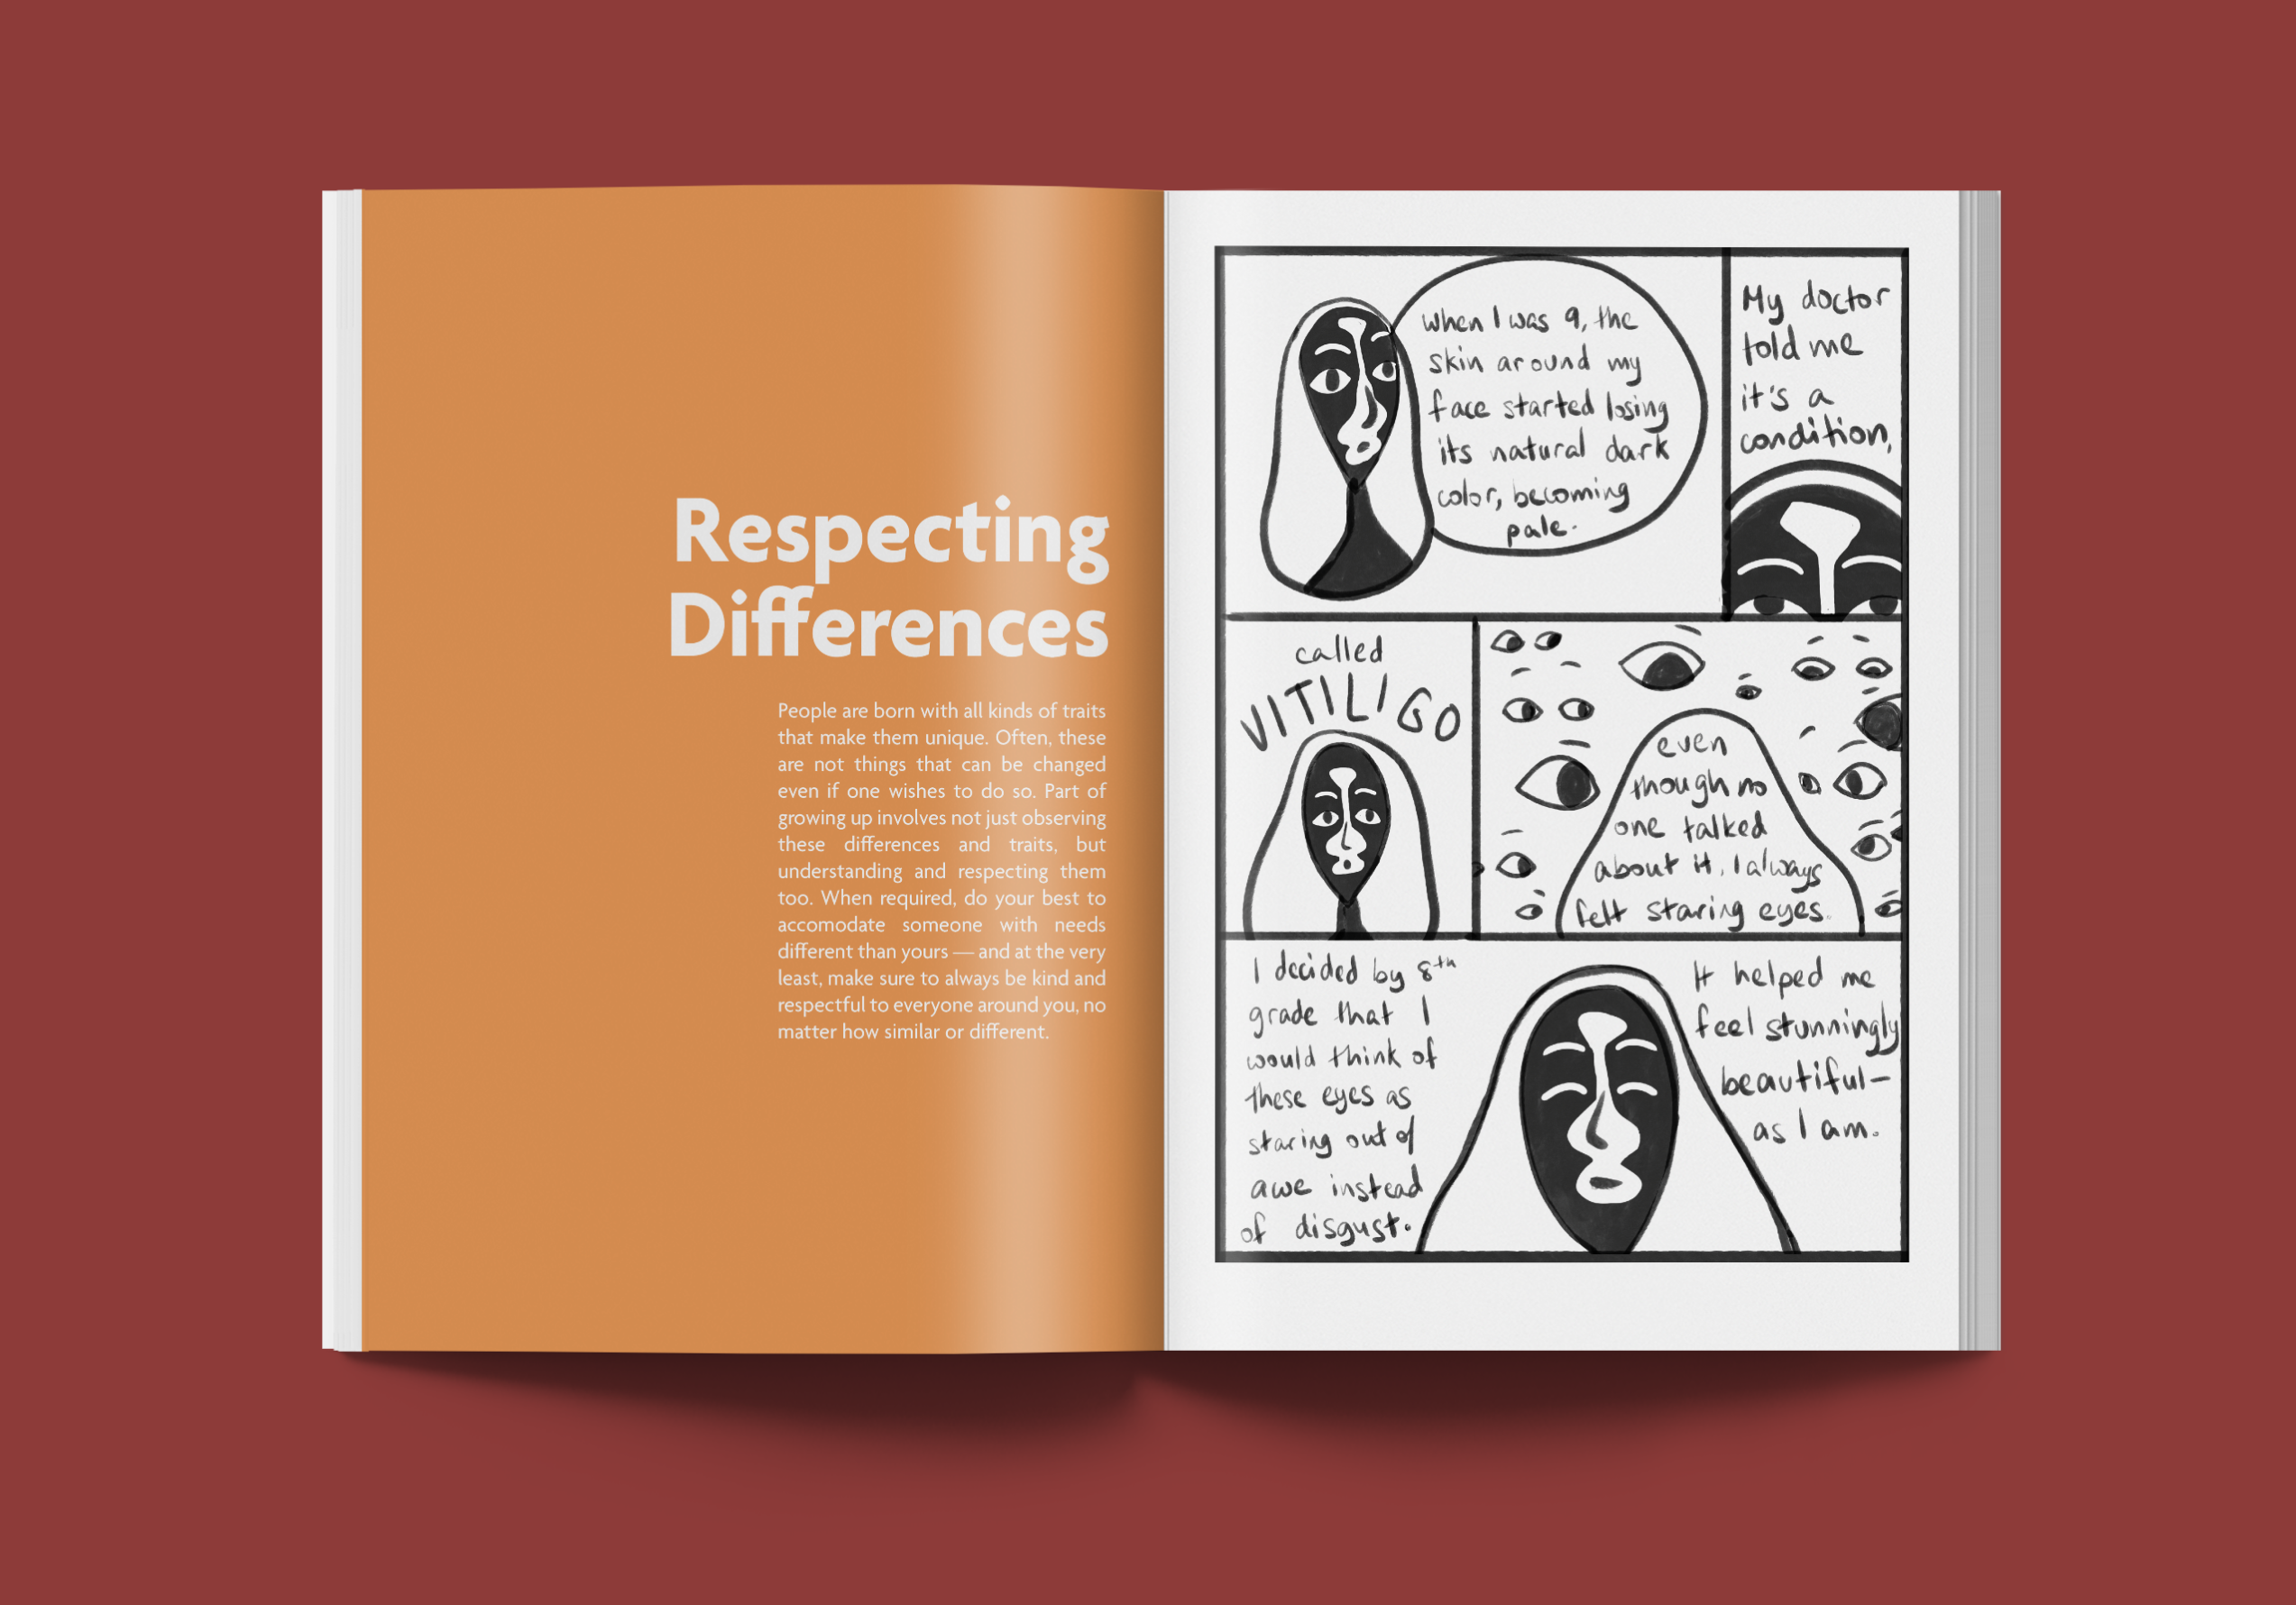 Respecting
Differences
People are born with all kinds of traits
that make them unique. Often, these
are not things that can be changed
even if one wishes to do so. Part of
growing up involves not just observing
these differences and traits, but
understanding and respecting them
too. When required, do your best to
accomodate someone with needs
different than yours — and at the very
least, make sure to always be kind and
respectful to everyone around you, no
matter how similar or different.
When I was 9, the
skin around my
face started losing
its natural dark
color, becoming
pale.
My doctor
told me
it's a
condition,
called
VITILIGO
even
though no
one talked
about it, I always
felt staring eyes.
I decided by 8th
grade that I
would think of
these eyes as
staring out of
awe instead
of disgust.
It helped me
feel stunningly
beautiful—
as I am.